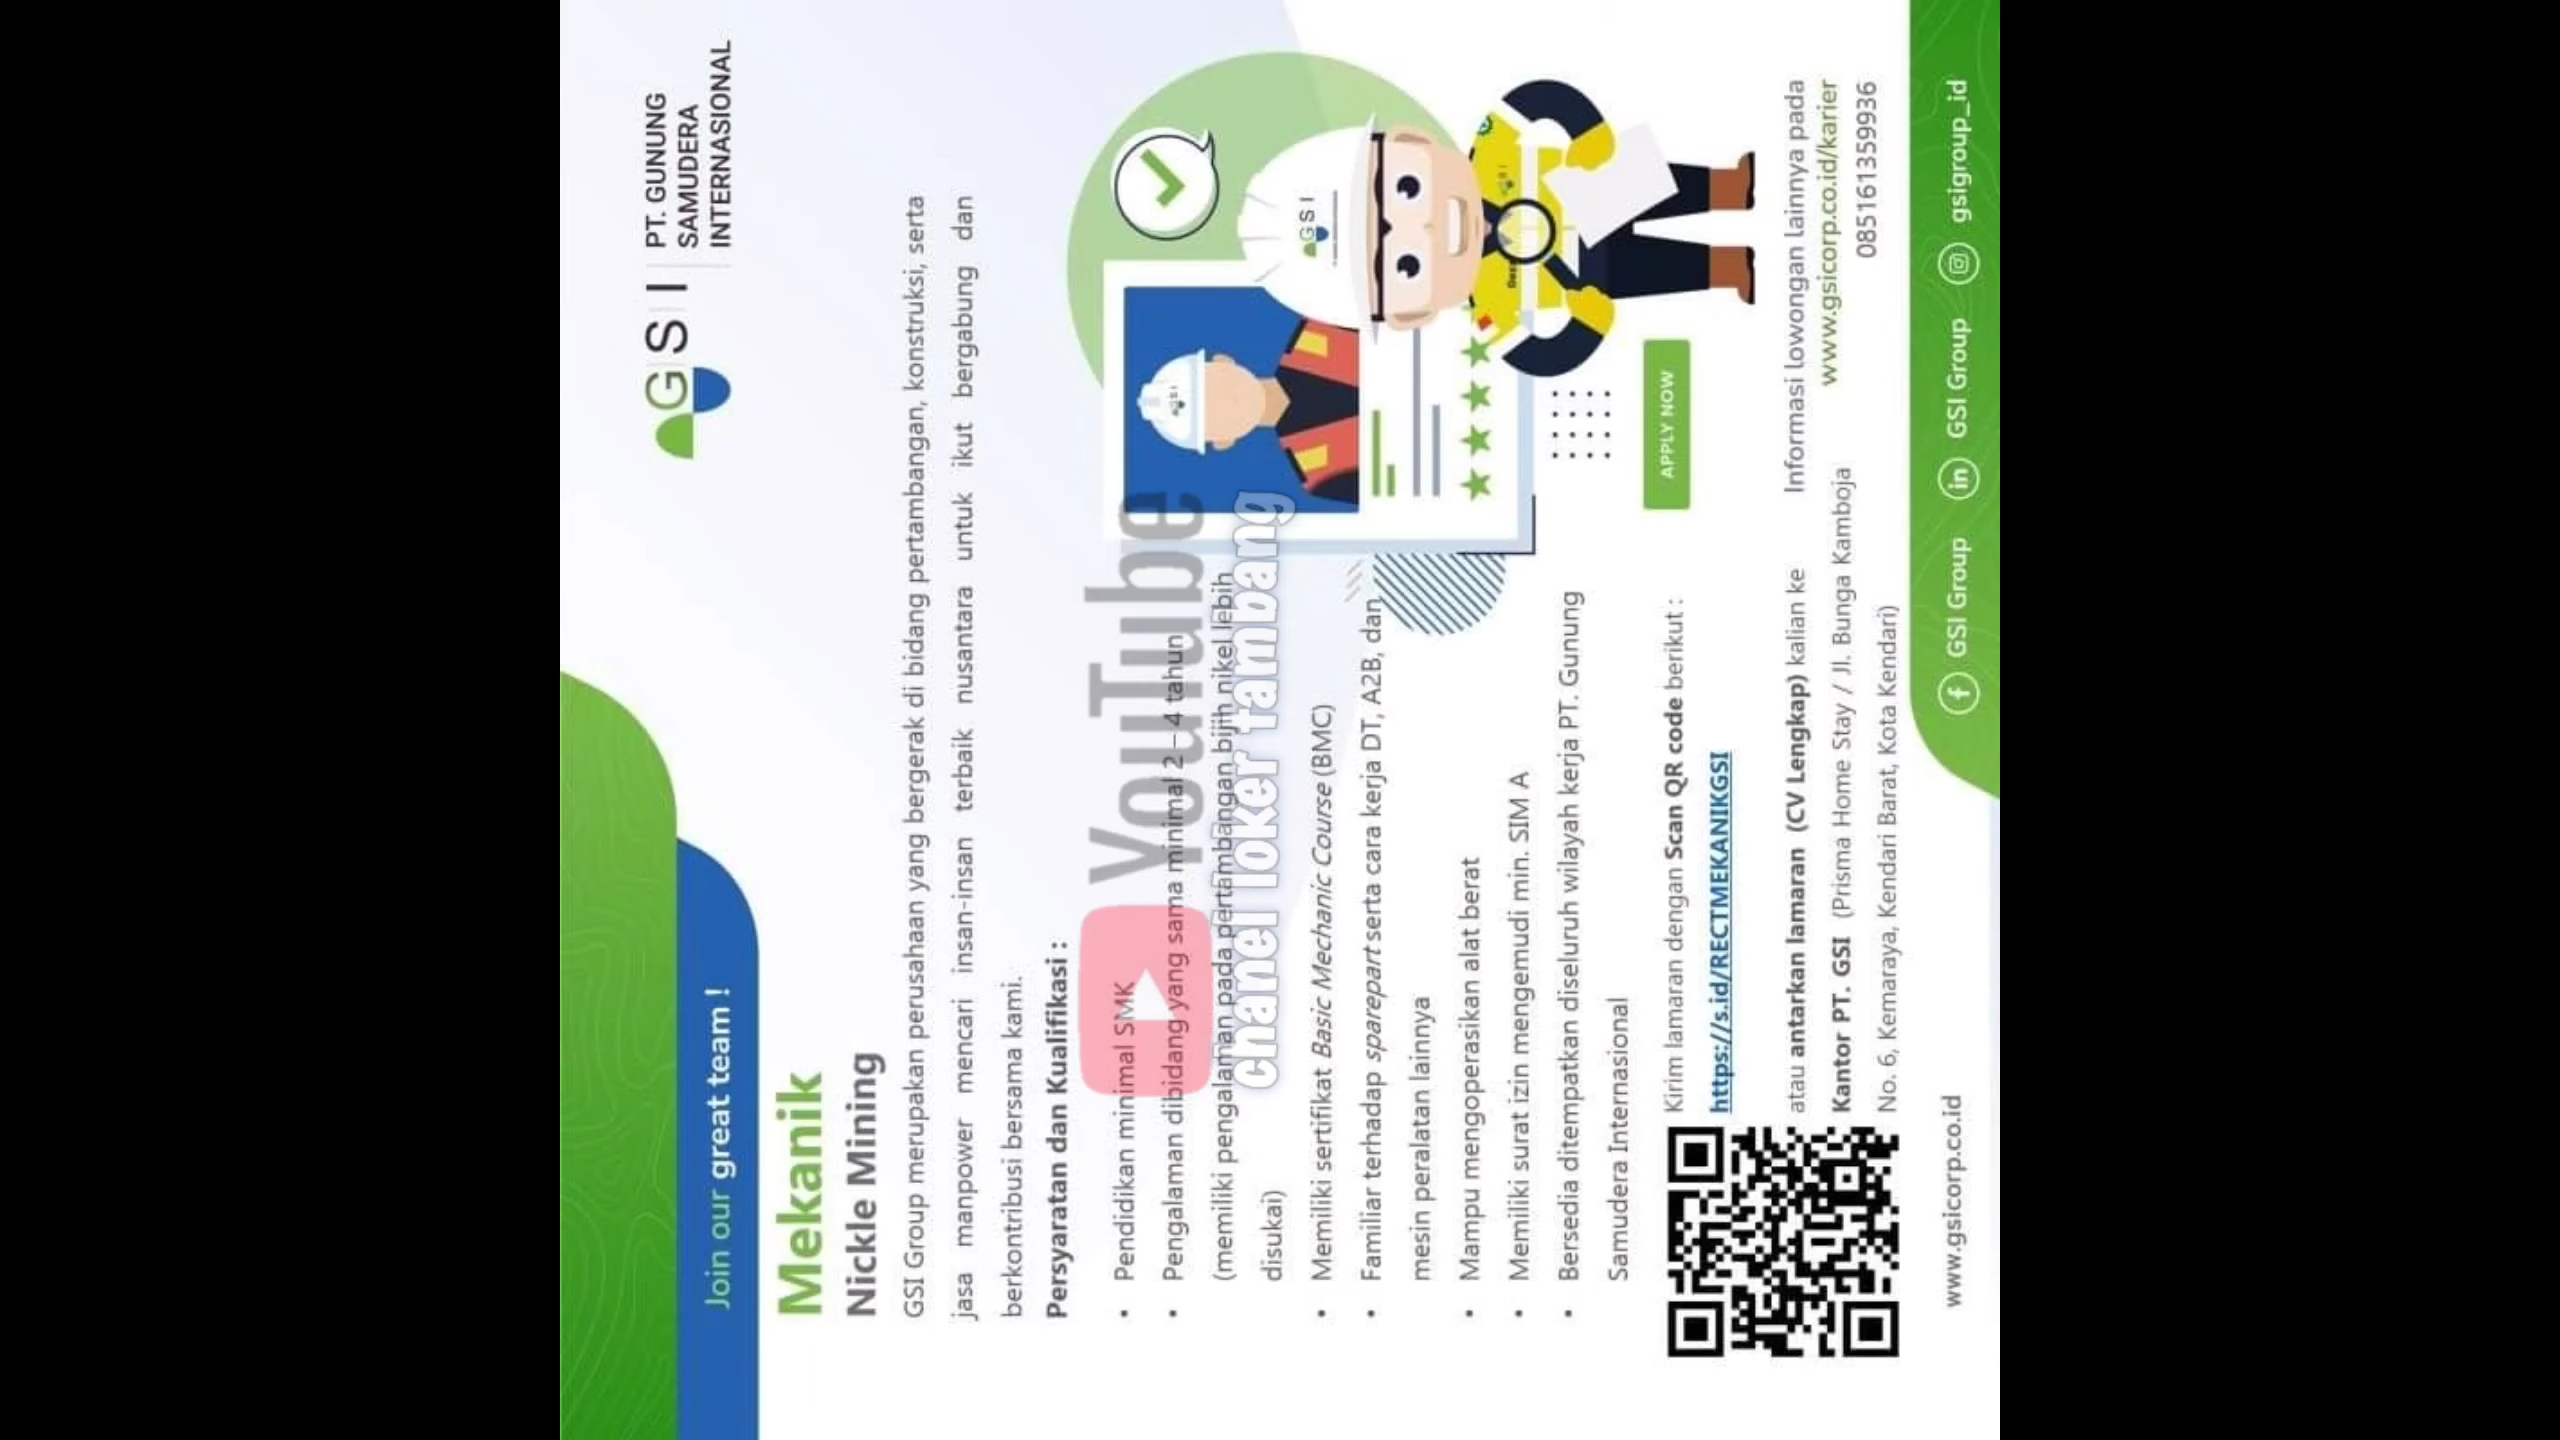 GSI
PT. GUNUNG
SAMUDERA
INTERNASIONAL
Join our great team !
Mekanik
Nickle Mining
GSI Group merupakan perusahaan yang bergerak di bidang pertambangan, konstruksi, serta
jasa manpower mencari insan-insan terbaik nusantara untuk ikut bergabung dan
berkontribusi bersama kami.
Persyaratan dan Kualifikasi :
• Pendidikan minimal SMK
• Pengalaman dibidang yang sama minimal 2–4 tahun
(memiliki pengalaman pada pertambangan bijih nikel lebih
disukai)
• Memiliki sertifikat Basic Mechanic Course (BMC)
• Familiar terhadap sparepart serta cara kerja DT, A2B, dan
mesin peralatan lainnya
• Mampu mengoperasikan alat berat
• Memiliki surat izin mengemudi min. SIM A
• Bersedia ditempatkan diseluruh wilayah kerja PT. Gunung
Samudera Internasional
YouTube
chanel loker tambang
GSI
GSI
APPLY NOW
Kirim lamaran dengan Scan QR code berikut :
https://s.id/RECTMEKANIKGSI
atau antarkan lamaran (CV Lengkap) kalian ke
Kantor PT. GSI (Prisma Home Stay / Jl. Bunga Kamboja
No. 6, Kemaraya, Kendari Barat, Kota Kendari)
Informasi lowongan lainnya pada
www.gsicorp.co.id/karier
085161359936
www.gsicorp.co.id
GSI Group
GSI Group
gsigroup_id